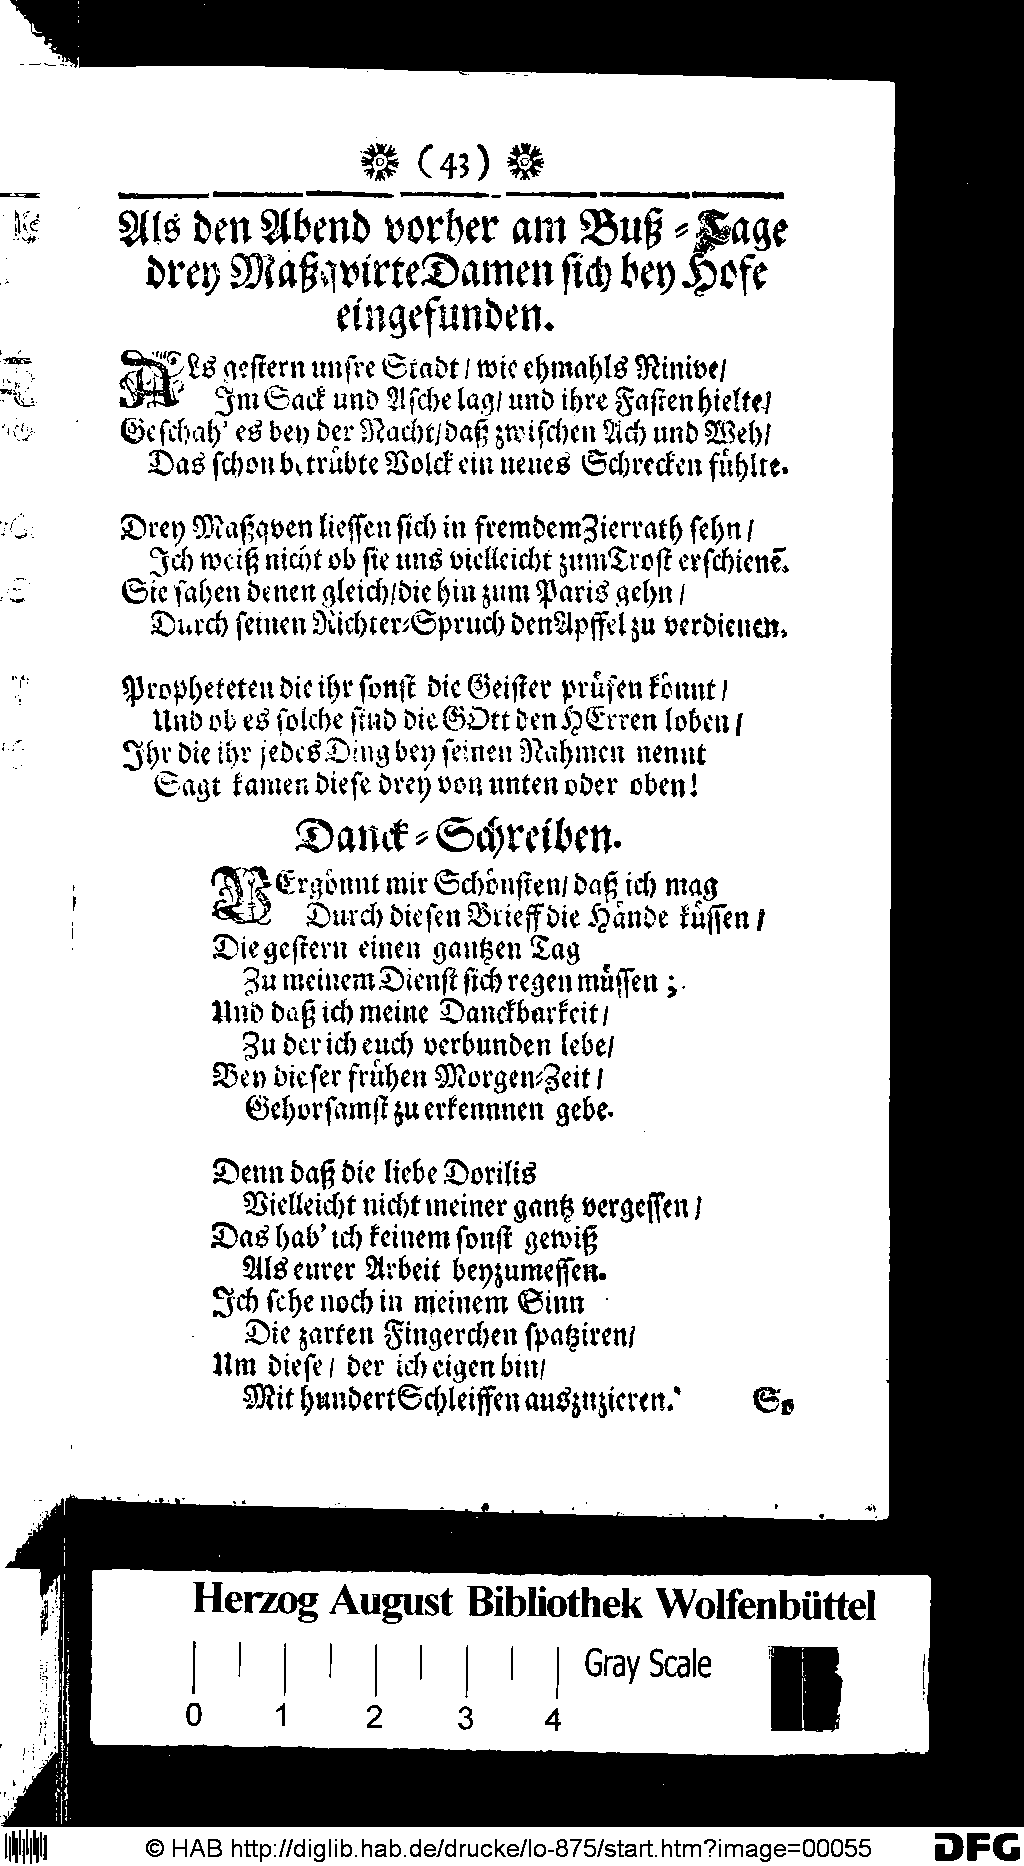 (43)
Als den Abend vorher am Buß-Tage
drey Maßqvirte Damen sich bey Hofe
eingefunden.
Als gestern unsre Stadt / wie ehmahls Ninive /
Im Sack und Asche lag / und ihre Fasten hielte /
Geschah' es bey der Nacht / daß zwischen Ach und Weh /
Das schon betrübte Volck ein neues Schrecken fühlte.
Drey Maßqven liessen sich in fremdem Zierrath sehn /
Ich weiß nicht ob sie uns vielleicht zum Trost erschienē.
Sie sahen denen gleich / die hin zum Paris gehn /
Durch seinen Richter-Spruch den Apffel zu verdienen.
Propheteten die ihr sonst die Geister prüfen könnt /
Und ob es solche sind die GOtt den HErren loben /
Ihr die ihr jedes Ding bey seinen Nahmen nennt
Sagt kamen diese drey von unten oder oben!
Danck-Schreiben.
VErgönnt mir Schönsten / daß ich mag
Durch diesen Brieff die Hände küssen /
Die gestern einen gantzen Tag
Zu meinem Dienst sich regen müssen ;
Und daß ich meine Danckbarkeit /
Zu der ich euch verbunden lebe /
Bey dieser frühen Morgen-Zeit /
Gehorsamst zu erkennnen gebe.
Denn daß die liebe Dorilis
Vielleicht nicht meiner gantz vergessen /
Das hab' ich keinem sonst gewiß
Als eurer Arbeit beyzumessen.
Ich sehe noch in meinem Sinn
Die zarten Fingerchen spatziren /
Um diese / der ich eigen bin /
Mit hundert Schleiffen auszuzieren.
So
Herzog August Bibliothek Wolfenbüttel
Gray Scale
0 1 2 3 4
© HAB http://diglib.hab.de/drucke/lo-875/start.htm?image=00055
DFG